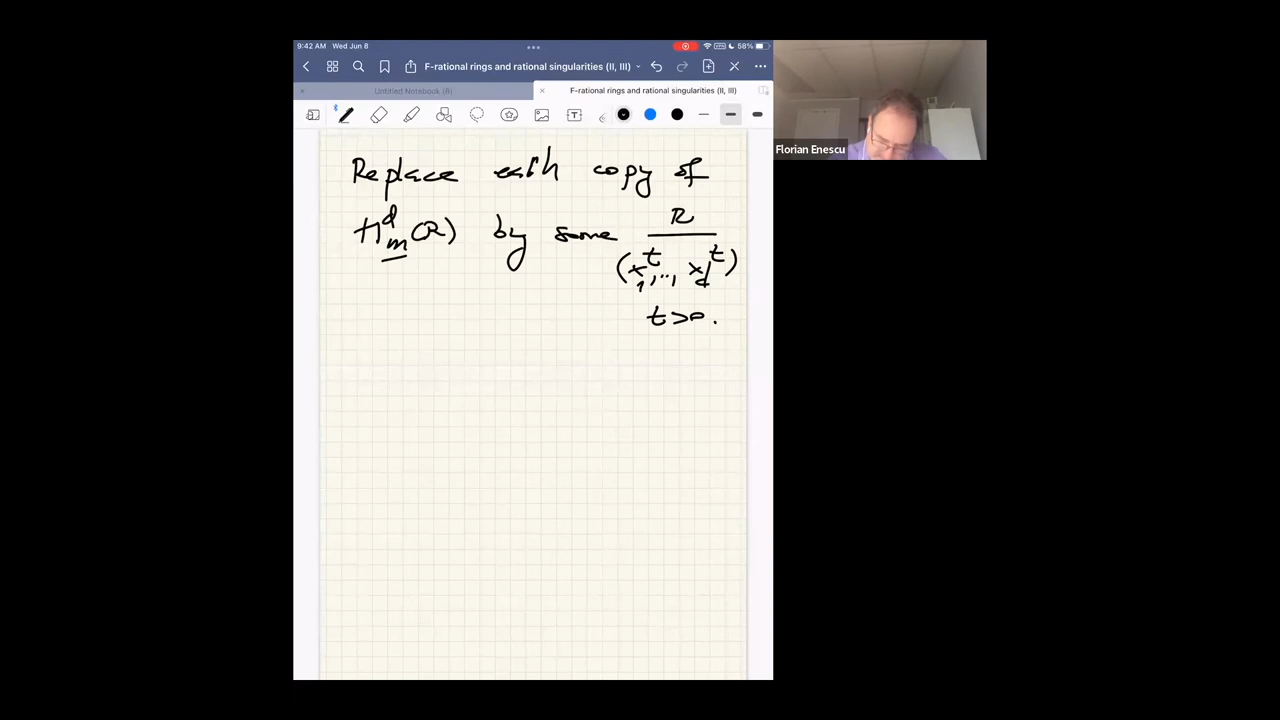 9:42 AM Wed Jun 8
58%
F-rational rings and rational singularities (II, III)
Untitled Notebook (8)
F-rational rings and rational singularities (II, III)
Florian Enescu
Replace each copy of
H^d_m(R) by some R / (x_1^t, ..., x_d^t)
t>0.